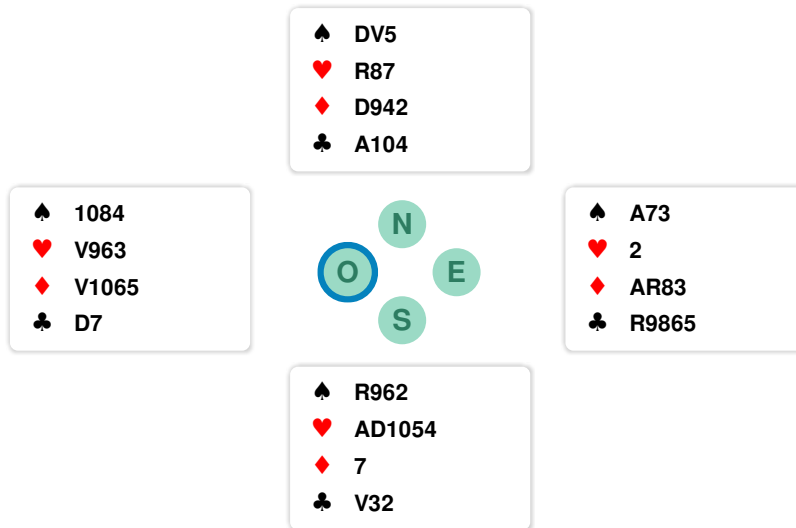 ♠ DV5
♥ R87
♦ D942
♣ A104
♠ 1084
♥ V963
♦ V1065
♣ D7
N
O E
S
♠ A73
♥ 2
♦ AR83
♣ R9865
♠ R962
♥ AD1054
♦ 7
♣ V32